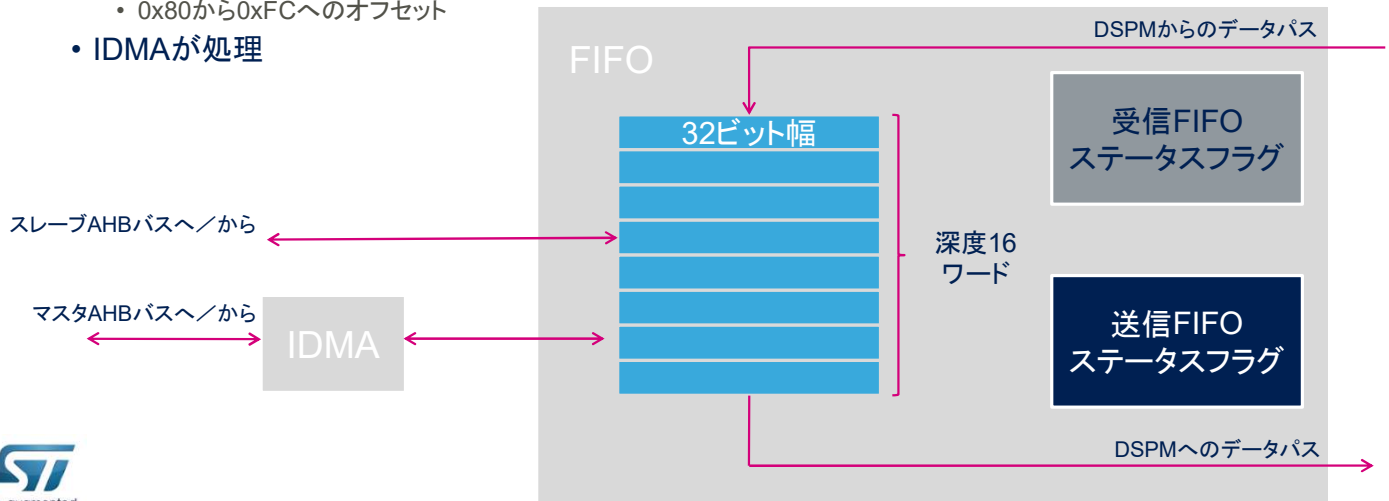 • 0x80から0xFCへのオフセット
• IDMAが処理
FIFO
DSPMからのデータパス
32ビット幅
受信FIFO
ステータスフラグ
スレーブAHBバスへ／から
深度16
ワード
マスタAHBバスへ／から
IDMA
送信FIFO
ステータスフラグ
DSPMへのデータパス
ST